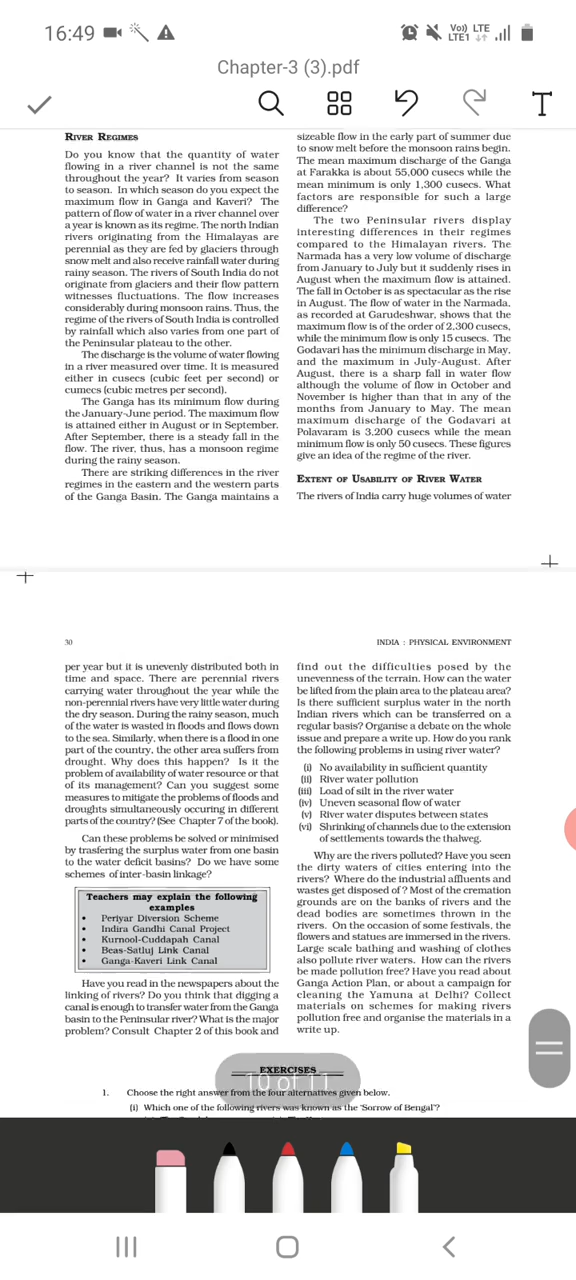 16:49
Vo)) LTE
LTE1
Chapter-3 (3).pdf
T
RIVER REGIMES
Do you know that the quantity of water
flowing in a river channel is not the same
throughout the year? It varies from season
to season. In which season do you expect the
maximum flow in Ganga and Kaveri? The
pattern of flow of water in a river channel over
a year is known as its regime. The north Indian
rivers originating from the Himalayas are
perennial as they are fed by glaciers through
snow melt and also receive rainfall water during
rainy season. The rivers of South India do not
originate from glaciers and their flow pattern
witnesses fluctuations. The flow increases
considerably during monsoon rains. Thus, the
regime of the rivers of South India is controlled
by rainfall which also varies from one part of
the Peninsular plateau to the other.
The discharge is the volume of water flowing
in a river measured over time. It is measured
either in cusecs (cubic feet per second) or
cumecs (cubic metres per second).
The Ganga has its minimum flow during
the January-June period. The maximum flow
is attained either in August or in September.
After September, there is a steady fall in the
flow. The river, thus, has a monsoon regime
during the rainy season.
There are striking differences in the river
regimes in the eastern and the western parts
of the Ganga Basin. The Ganga maintains a
sizeable flow in the early part of summer due
to snow melt before the monsoon rains begin.
The mean maximum discharge of the Ganga
at Farakka is about 55,000 cusecs while the
mean minimum is only 1,300 cusecs. What
factors are responsible for such a large
difference?
The two Peninsular rivers display
interesting differences in their regimes
compared to the Himalayan rivers. The
Narmada has a very low volume of discharge
from January to July but it suddenly rises in
August when the maximum flow is attained.
The fall in October is as spectacular as the rise
in August. The flow of water in the Narmada,
as recorded at Garudeshwar, shows that the
maximum flow is of the order of 2,300 cusecs,
while the minimum flow is only 15 cusecs. The
Godavari has the minimum discharge in May,
and the maximum in July-August. After
August, there is a sharp fall in water flow
although the volume of flow in October and
November is higher than that in any of the
months from January to May. The mean
maximum discharge of the Godavari at
Polavaram is 3,200 cusecs while the mean
minimum flow is only 50 cusecs. These figures
give an idea of the regime of the river.
EXTENT OF USABILITY OF RIVER WATER
The rivers of India carry huge volumes of water
30
INDIA : PHYSICAL ENVIRONMENT
per year but it is unevenly distributed both in
time and space. There are perennial rivers
carrying water throughout the year while the
non-perennial rivers have very little water during
the dry season. During the rainy season, much
of the water is wasted in floods and flows down
to the sea. Similarly, when there is a flood in one
part of the country, the other area suffers from
drought. Why does this happen? Is it the
problem of availability of water resource or that
of its management? Can you suggest some
measures to mitigate the problems of floods and
droughts simultaneously occuring in different
parts of the country? (See Chapter 7 of the book).
Can these problems be solved or minimised
by trasfering the surplus water from one basin
to the water deficit basins? Do we have some
schemes of inter-basin linkage?
Teachers may explain the following
examples
• Periyar Diversion Scheme
• Indira Gandhi Canal Project
• Kurnool-Cuddapah Canal
• Beas-Satluj Link Canal
• Ganga-Kaveri Link Canal
Have you read in the newspapers about the
linking of rivers? Do you think that digging a
canal is enough to transfer water from the Ganga
basin to the Peninsular river? What is the major
problem? Consult Chapter 2 of this book and
find out the difficulties posed by the
unevenness of the terrain. How can the water
be lifted from the plain area to the plateau area?
Is there sufficient surplus water in the north
Indian rivers which can be transferred on a
regular basis? Organise a debate on the whole
issue and prepare a write up. How do you rank
the following problems in using river water?
(i) No availability in sufficient quantity
(ii) River water pollution
(iii) Load of silt in the river water
(iv) Uneven seasonal flow of water
(v) River water disputes between states
(vi) Shrinking of channels due to the extension
of settlements towards the thalweg.
Why are the rivers polluted? Have you seen
the dirty waters of cities entering into the
rivers? Where do the industrial affluents and
wastes get disposed of? Most of the cremation
grounds are on the banks of rivers and the
dead bodies are sometimes thrown in the
rivers. On the occasion of some festivals, the
flowers and statues are immersed in the rivers.
Large scale bathing and washing of clothes
also pollute river waters. How can the rivers
be made pollution free? Have you read about
Ganga Action Plan, or about a campaign for
cleaning the Yamuna at Delhi? Collect
materials on schemes for making rivers
pollution free and organise the materials in a
write up.
EXERCISES
10 of 11
1. Choose the right answer from the four alternatives given below.
(i) Which one of the following rivers was known as the 'Sorrow of Bengal'?